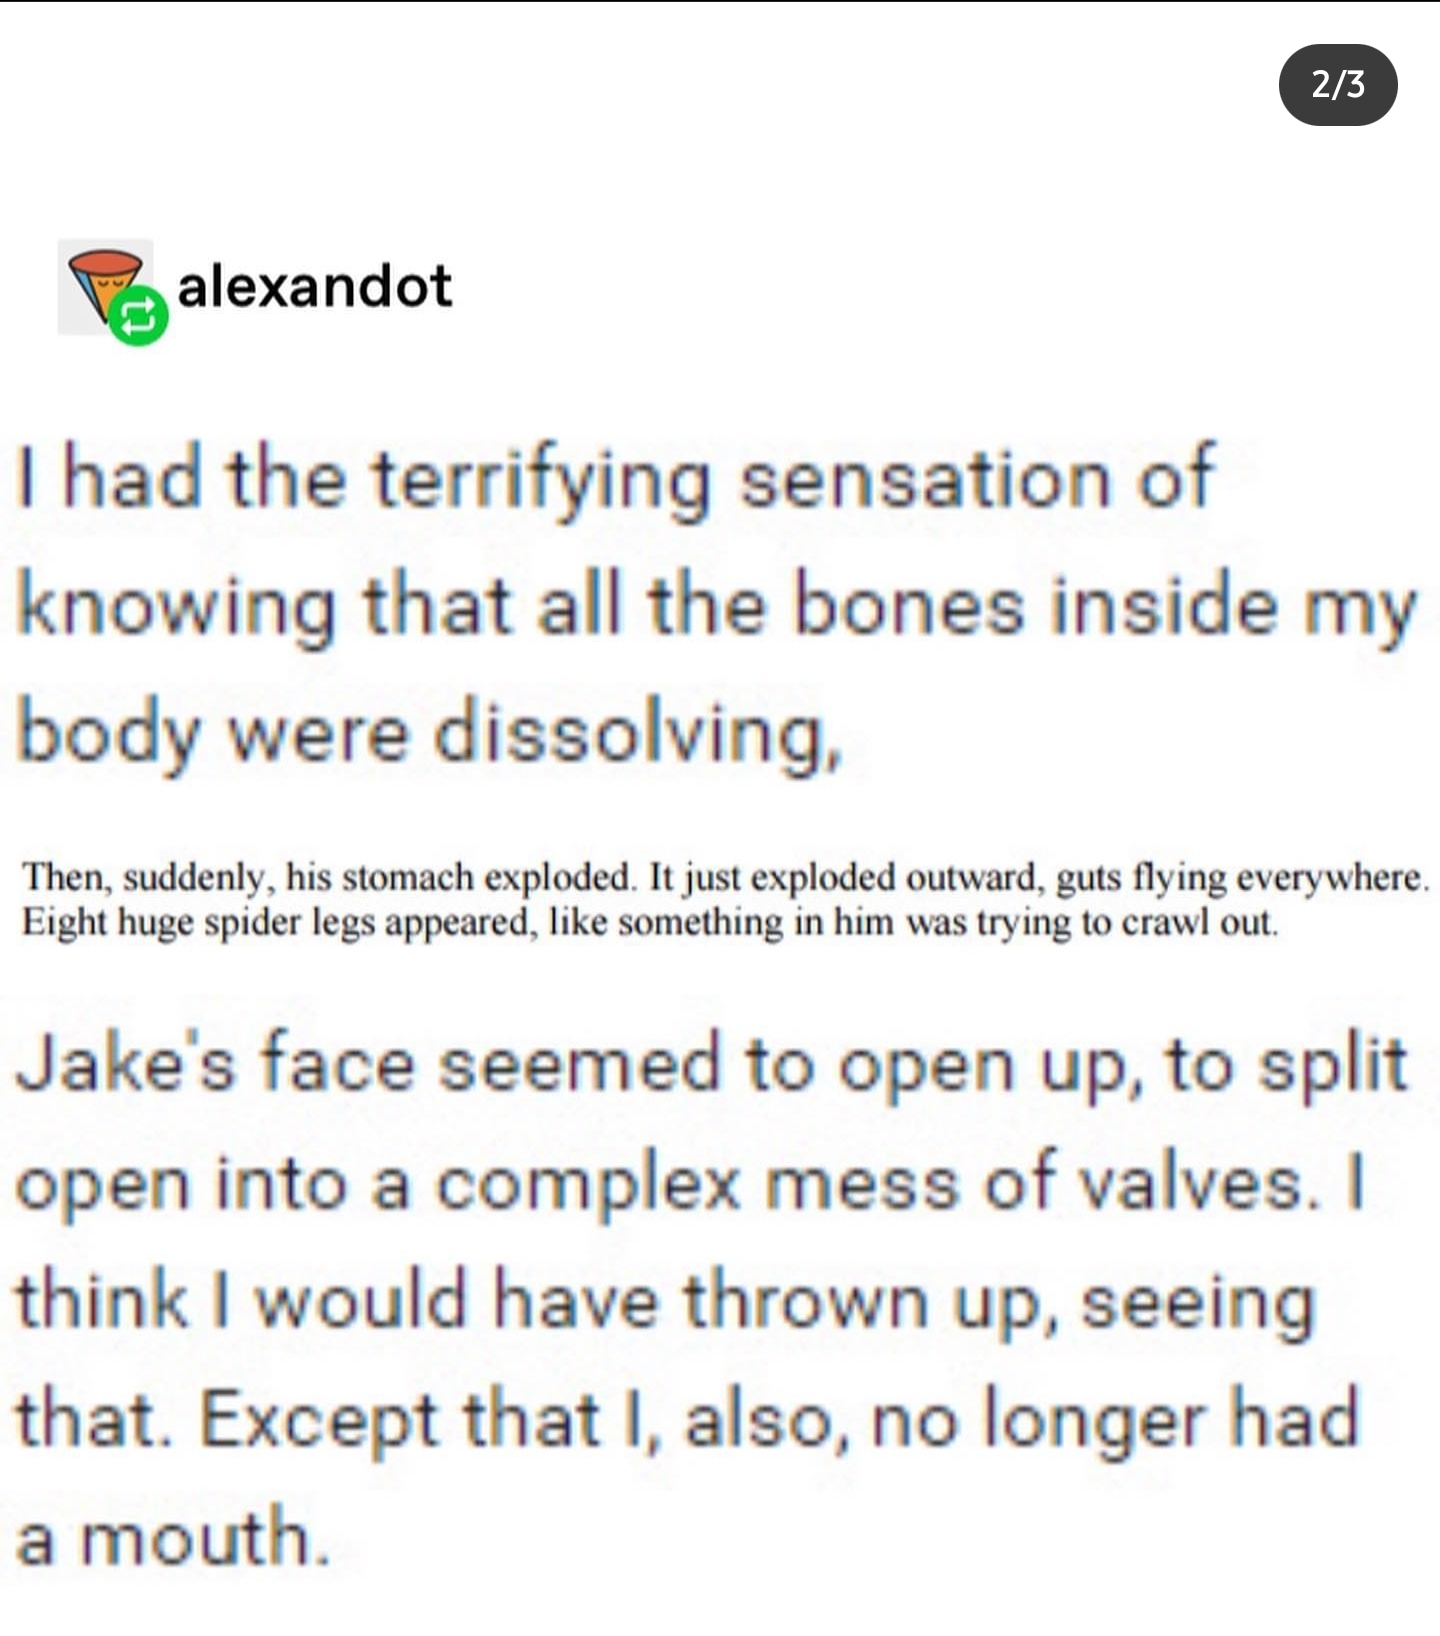 2/3
alexandot
I had the terrifying sensation of
knowing that all the bones inside my
body were dissolving,
Then, suddenly, his stomach exploded. It just exploded outward, guts flying everywhere.
Eight huge spider legs appeared, like something in him was trying to crawl out.
Jake's face seemed to open up, to split
open into a complex mess of valves. I
think I would have thrown up, seeing
that. Except that I, also, no longer had
a mouth.